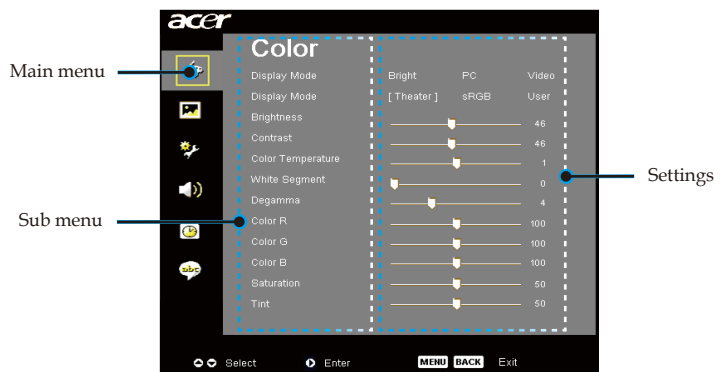 acer
Color
Main menu
Display Mode Bright PC Video
Display Mode [ Theater ] sRGB User
Brightness 46
Contrast 46
Color Temperature 1
White Segment 0
Settings
Degamma 4
Sub menu
Color R 100
Color G 100
Color B 100
abc
Saturation 50
Tint 50
Select Enter MENU BACK Exit